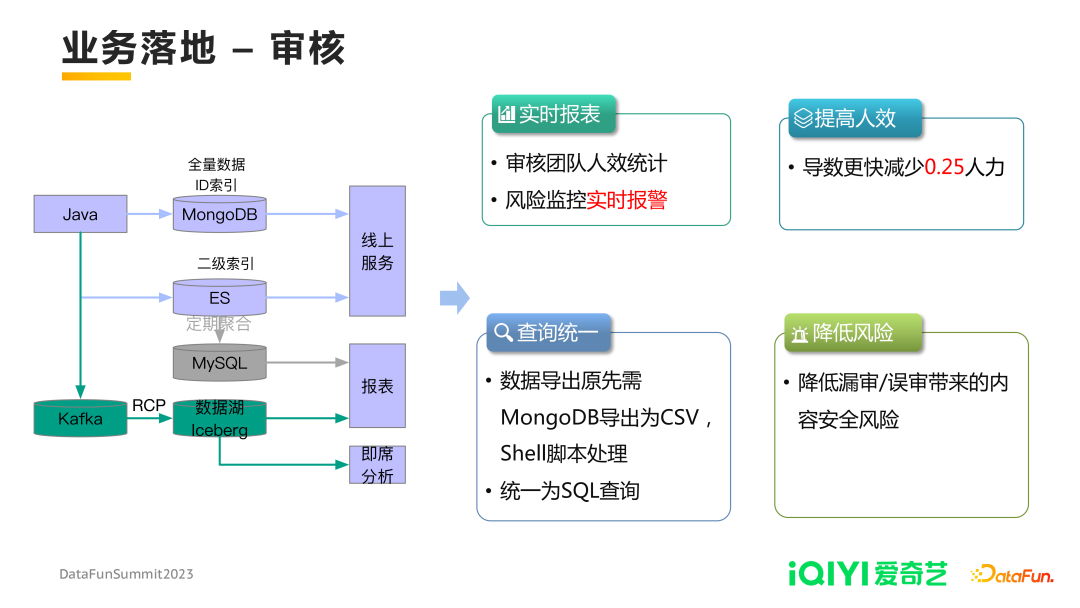 业务落地 – 审核
全量数据
ID索引
Java
MongoDB
线上
服务
二级索引
ES
定期聚合
MySQL
报表
RCP
Kafka
数据湖
Iceberg
即席
分析
实时报表
• 审核团队人效统计
• 风险监控实时报警
提高人效
• 导数更快减少0.25人力
查询统一
• 数据导出原先需
MongoDB导出为CSV，
Shell脚本处理
• 统一为SQL查询
降低风险
• 降低漏审/误审带来的内
容安全风险
DataFunSummit2023
iQIYI 爱奇艺
DataFun.